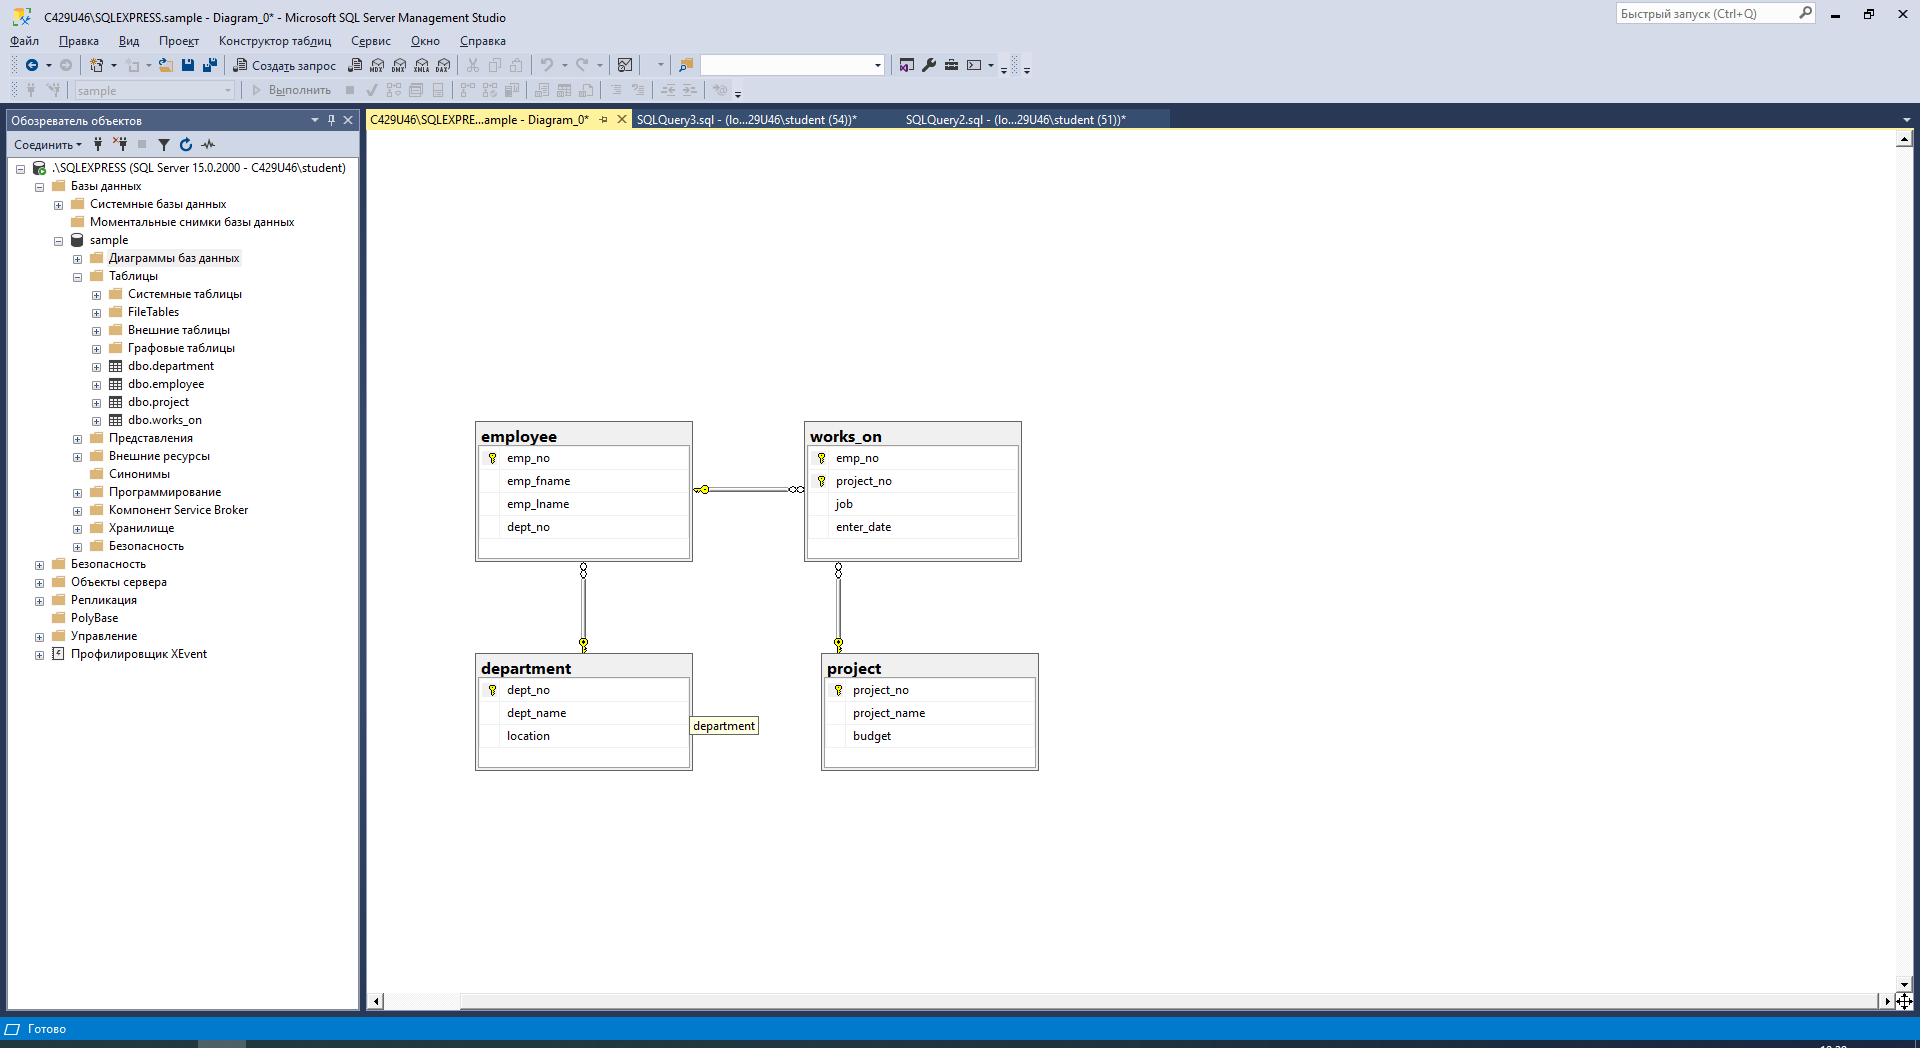 C429U46\SQLEXPRESS.sample - Diagram_0* - Microsoft SQL Server Management Studio
Быстрый запуск (Ctrl+Q)
Файл Правка Вид Проект Конструктор таблиц Сервис Окно Справка
Создать запрос MDX DMX XMLA DAX
sample Выполнить
Обозреватель объектов
C429U46\SQLEXPRE...ample - Diagram_0* SQLQuery3.sql - (lo...29U46\student (54))* SQLQuery2.sql - (lo...29U46\student (51))*
Соединить
.\SQLEXPRESS (SQL Server 15.0.2000 - C429U46\student)
Базы данных
Системные базы данных
Моментальные снимки базы данных
sample
Диаграммы баз данных
Таблицы
Системные таблицы
FileTables
Внешние таблицы
Графовые таблицы
dbo.department
dbo.employee
dbo.project
dbo.works_on
Представления
Внешние ресурсы
Синонимы
Программирование
Компонент Service Broker
Хранилище
Безопасность
Безопасность
Объекты сервера
Репликация
PolyBase
Управление
Профилировщик XEvent
employee
emp_no
emp_fname
emp_lname
dept_no
works_on
emp_no
project_no
job
enter_date
department
dept_no
dept_name
location
department
project
project_no
project_name
budget
Готово